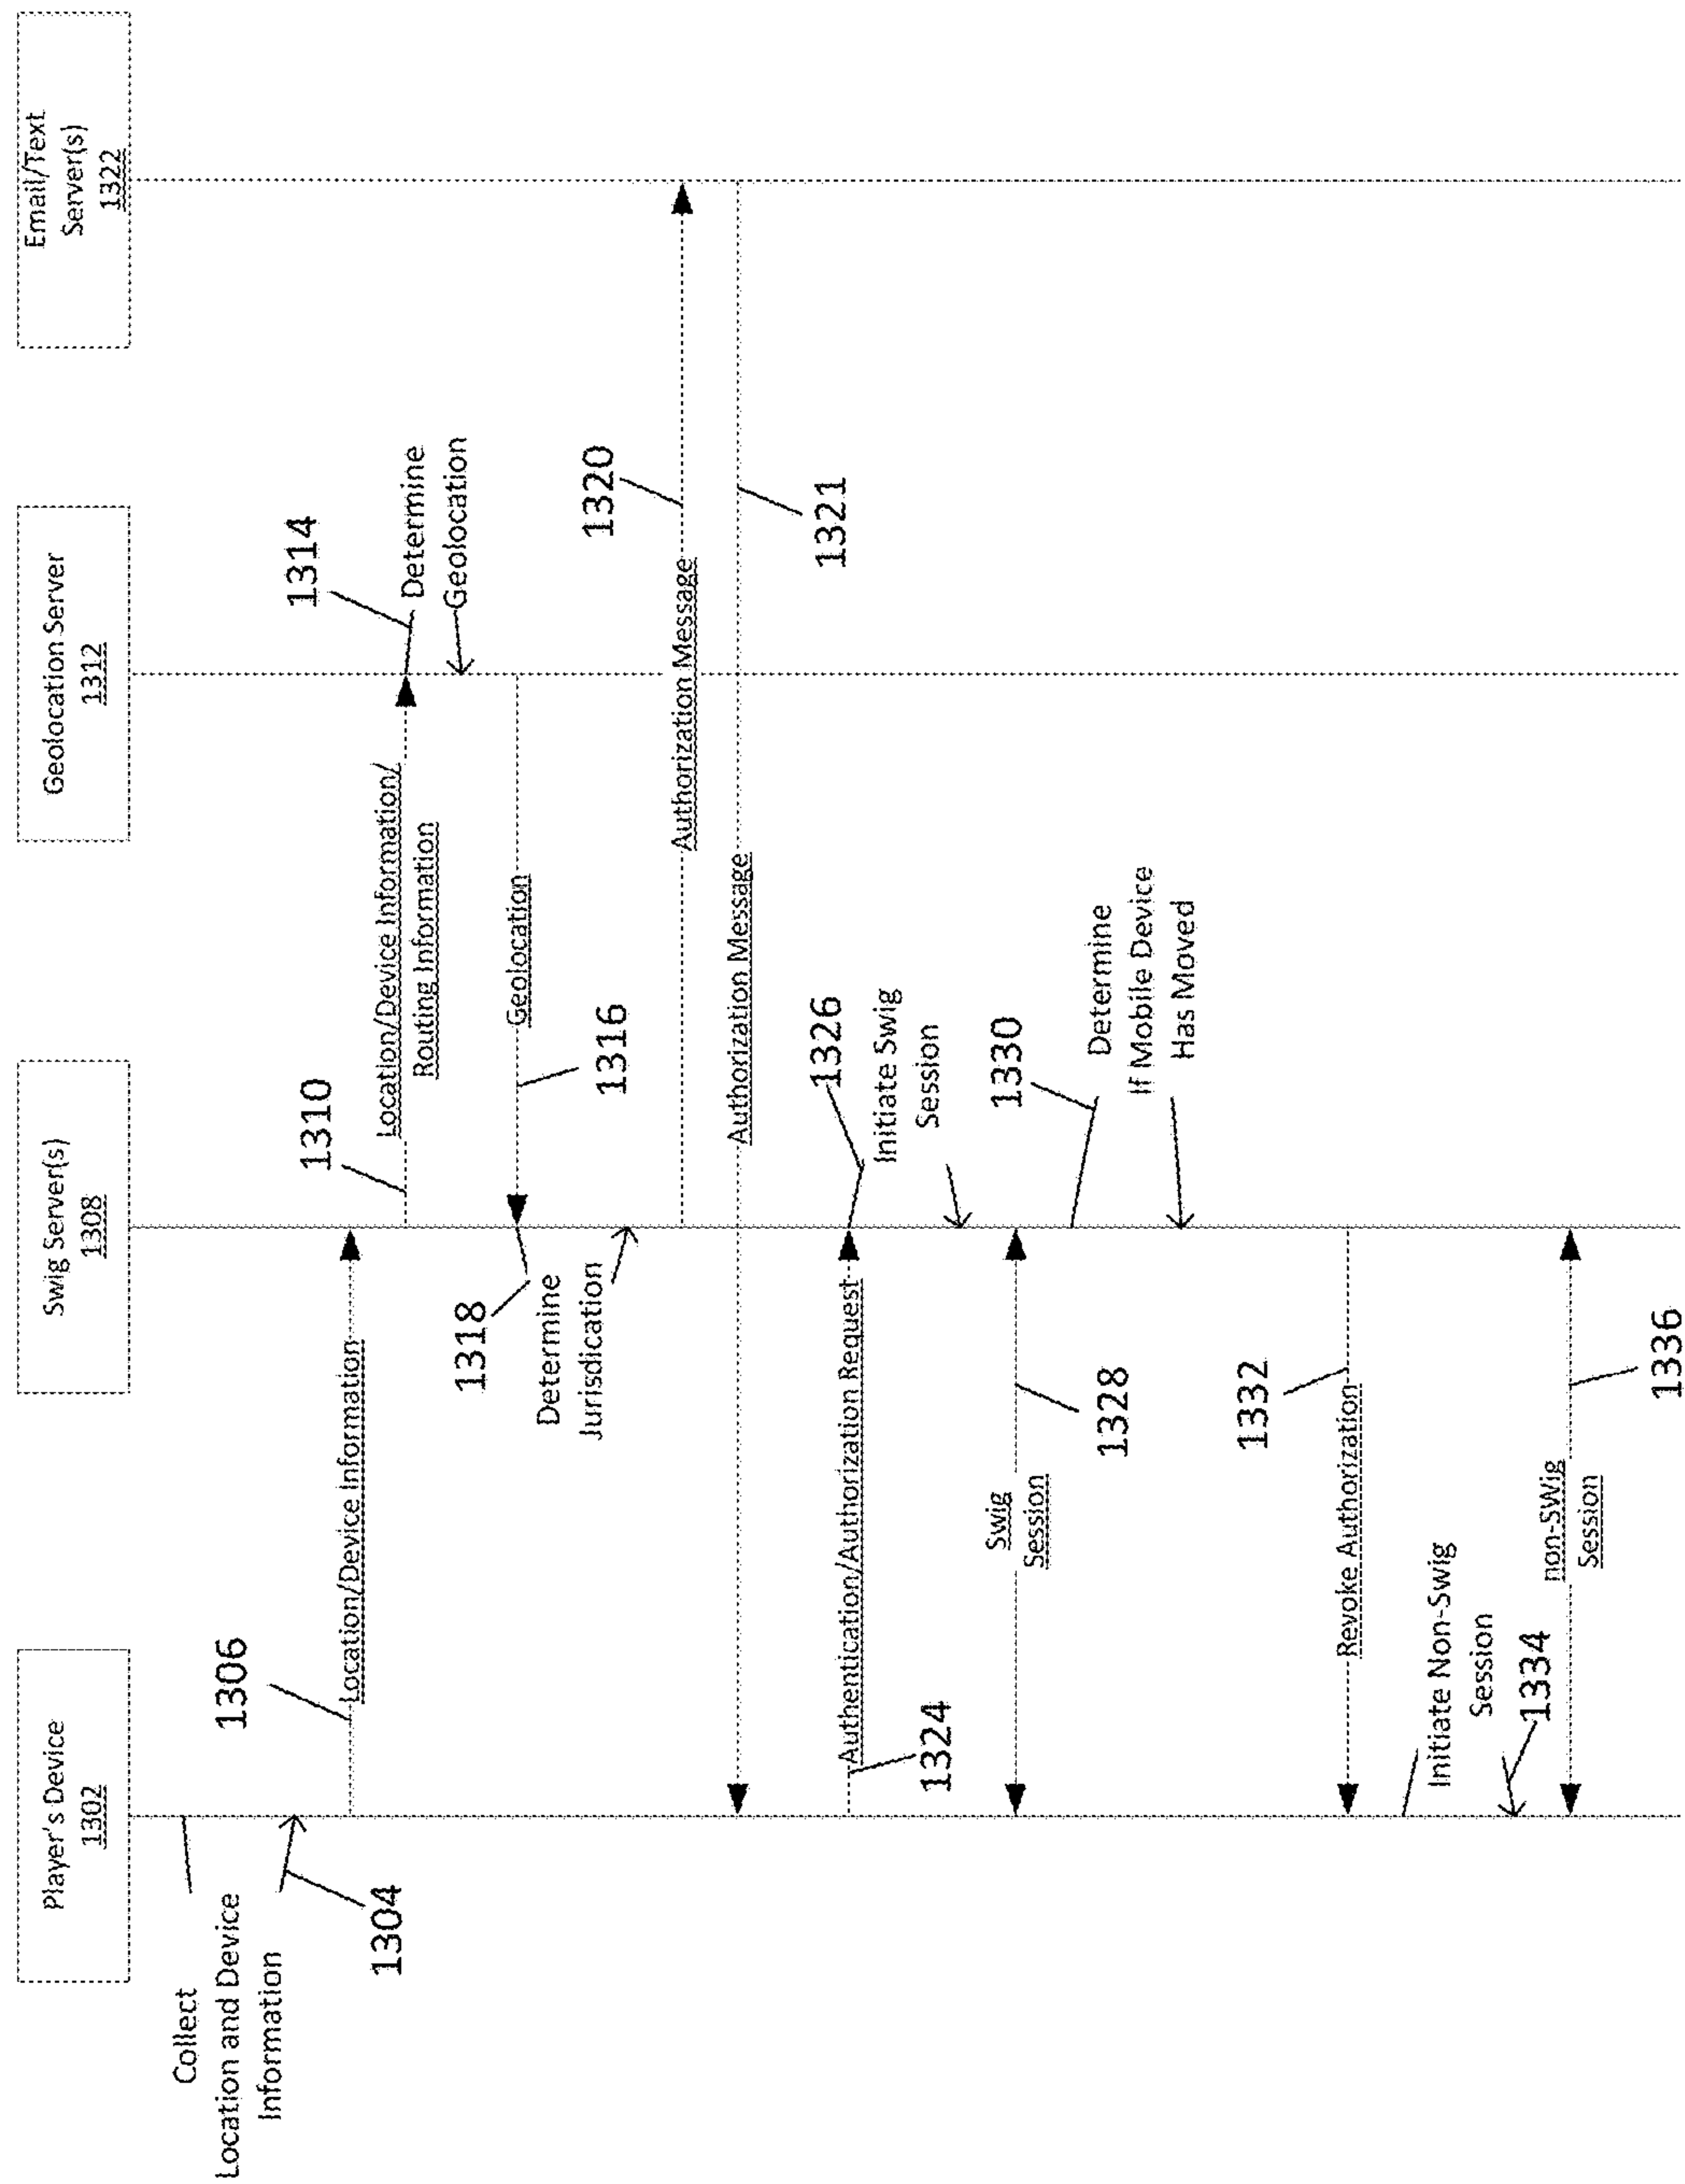 Player's Device
1302
Swig Server(s)
1308
Geolocation Server
1312
Email/Text
Server(s)
1322
Collect
Location and Device
Information
1304
1306
Location/Device Information
1310
Location/Device Information/
Routing Information
1314
Determine
Geolocation
Geolocation
1316
1318
Determine
Jurisdication
1320
Authorization Message
Authorization Message
1321
Authentication/Authorization Request
1324
1326
Initiate Swig
Session
Swig
Session
1328
1330
Determine
If Mobile Device
Has Moved
1332
Revoke Authorization
Initiate Non-Swig
Session
1334
non-SWig
Session
1336